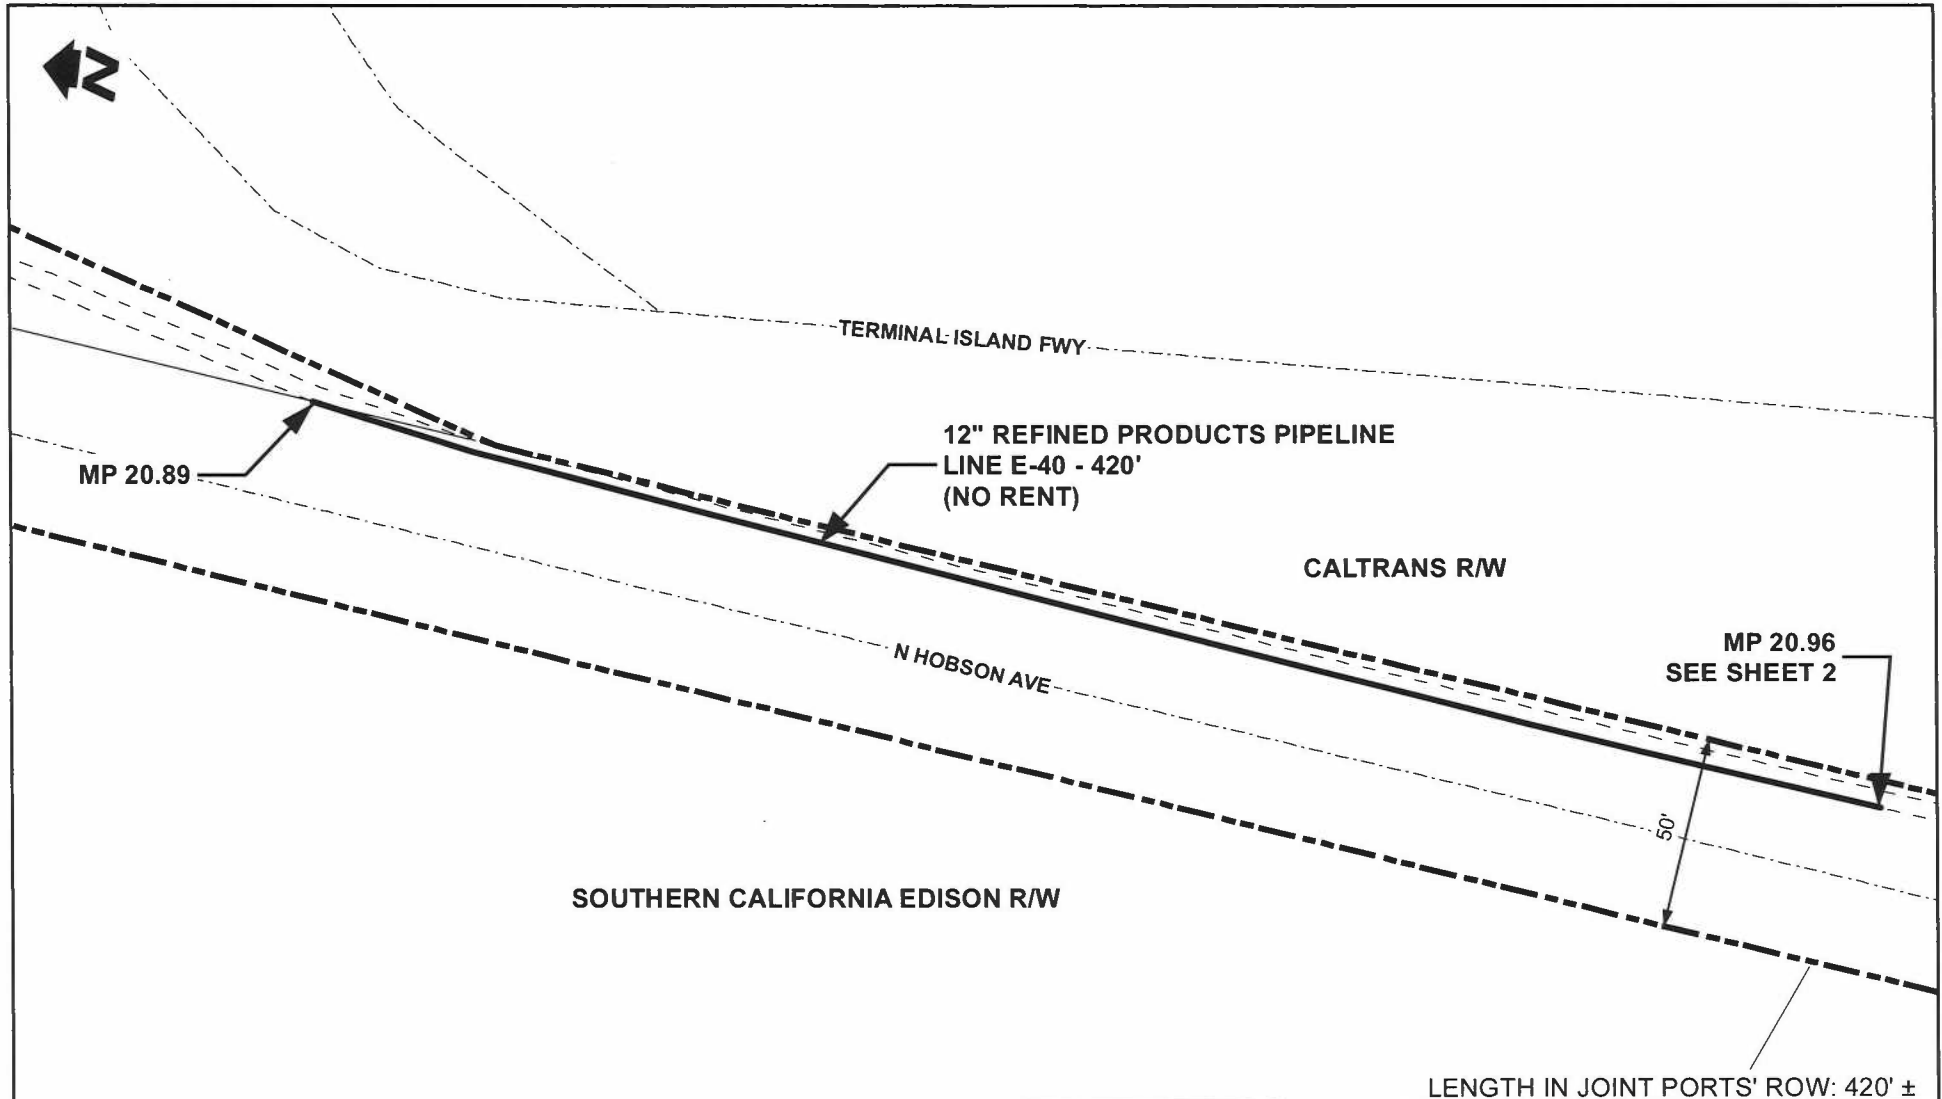 N
TERMINAL ISLAND FWY
12" REFINED PRODUCTS PIPELINE
LINE E-40 - 420'
(NO RENT)
MP 20.89
CALTRANS R/W
N HOBSON AVE
MP 20.96
SEE SHEET 2
50'
SOUTHERN CALIFORNIA EDISON R/W
LENGTH IN JOINT PORTS' ROW: 420' ±